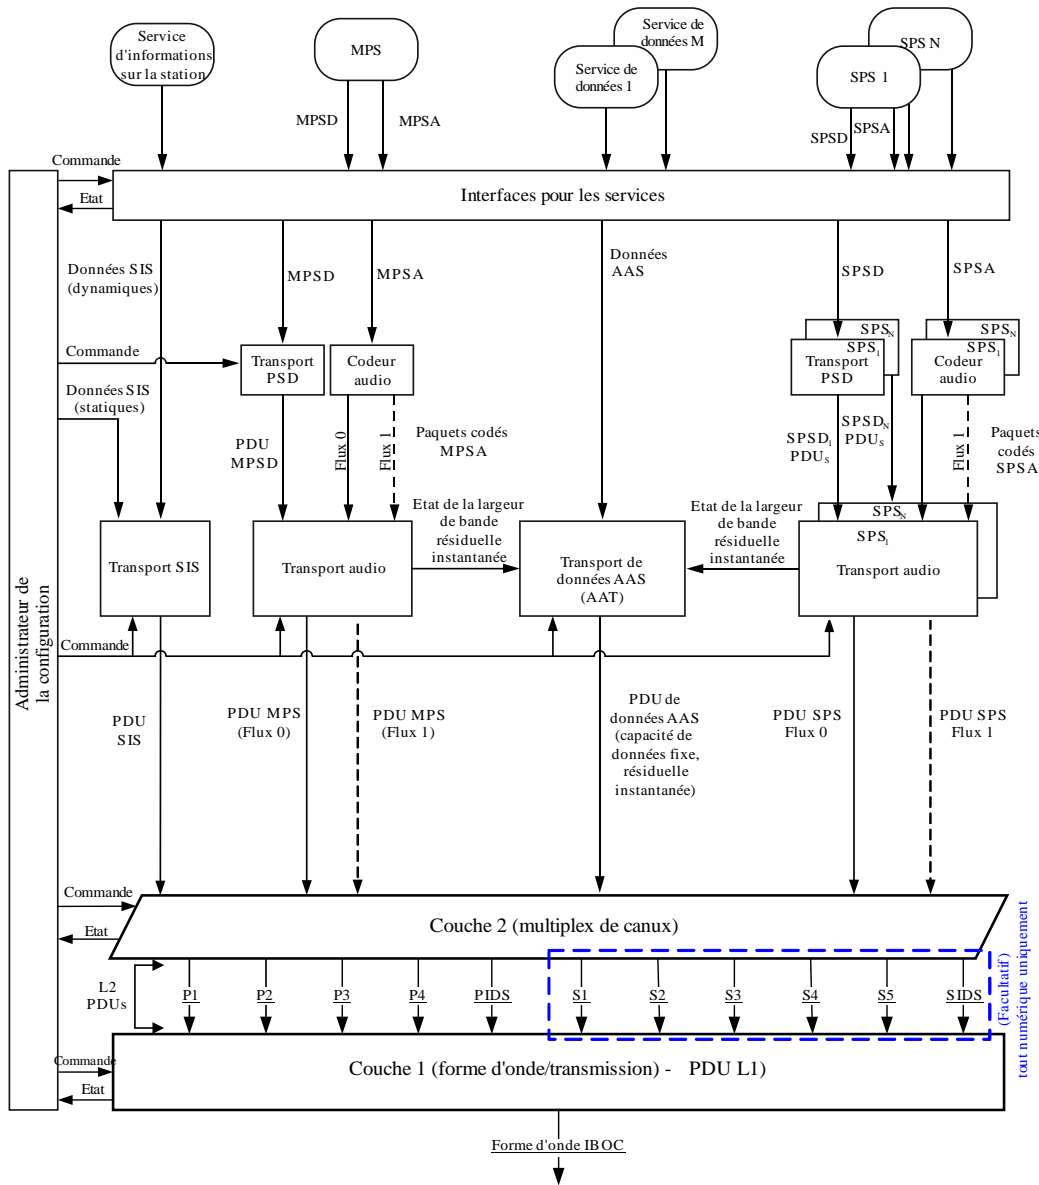 Service
d'informations
sur la station
MPS
Service de
données M
Service de
données 1
SPS N
SPS 1
MPSD
MPSA
SPSD
SPSA
Commande
Etat
Interfaces pour les services
Données SIS
(dynamiques)
MPSD
MPSA
Données
AAS
SPSD
SPSA
Commande
Transport
PSD
Codeur
audio
SPSN
SPS1
Transport
PSD
SPSN
SPS1
Codeur
audio
Données SIS
(statiques)
PDU
MPSD
Flux 0
Flux 1
Paquets codés
MPSA
SPSD1
PDUS
SPSDN
PDUS
Flux 1
Paquets
codés
SPSA
Etat de la largeur
de bande
résiduelle
instantanée
Etat de la largeur
de bande
résiduelle
instantanée
Transport SIS
Transport audio
Transport de
données AAS
(AAT)
SPSN
SPS1
Transport audio
Administrateur de
la configuration
Commande
PDU
SIS
PDU MPS
(Flux 0)
PDU MPS
(Flux 1)
PDU de
données AAS
(capacité de
données fixe,
résiduelle
instantanée)
PDU SPS
Flux 0
PDU SPS
Flux 1
Commande
Etat
Couche 2 (multiplex de canux)
L2
PDUs
P1
P2
P3
P4
PIDS
S1
S2
S3
S4
S5
SIDS
(Facultatif)
tout numérique uniquement
Commande
Etat
Couche 1 (forme d'onde/transmission) - PDU L1)
Forme d'onde IBOC